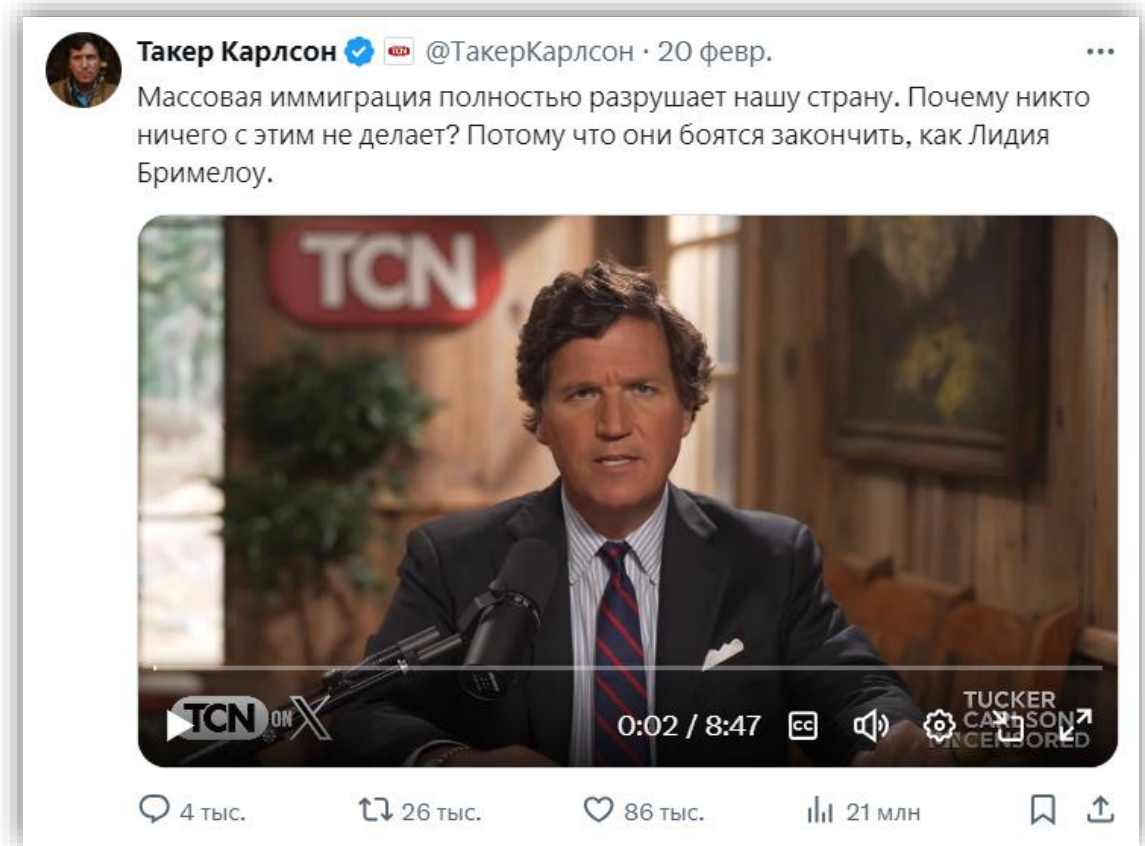 Такер Карлсон TCN @ТакерКарлсон · 20 февр.
Массовая иммиграция полностью разрушает нашу страну. Почему никто
ничего с этим не делает? Потому что они боятся закончить, как Лидия
Бримелоу.
TCN
TCN ON X
0:02 / 8:47
CC
TUCKER
CARLSON
UNCENSORED
4 тыс.
26 тыс.
86 тыс.
21 млн